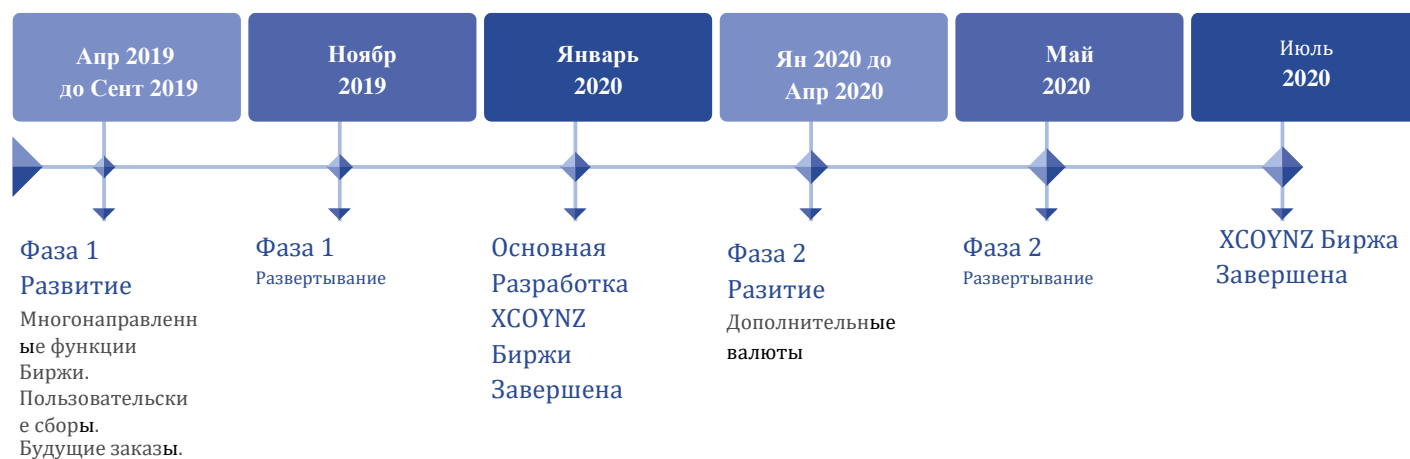 Апр 2019
до Сент 2019
Ноябр
2019
Январь
2020
Ян 2020 до
Апр 2020
Май
2020
Июль
2020
Фаза 1
Развитие
Многонаправленн
ые функции
Биржи.
Пользовательски
е сборы.
Будущие заказы.
Фаза 1
Развертывание
Основная
Разработка
XCOYNZ
Биржи
Завершена
Фаза 2
Разитие
Дополнительные
валюты
Фаза 2
Развертывание
XCOYNZ Биржа
Завершена